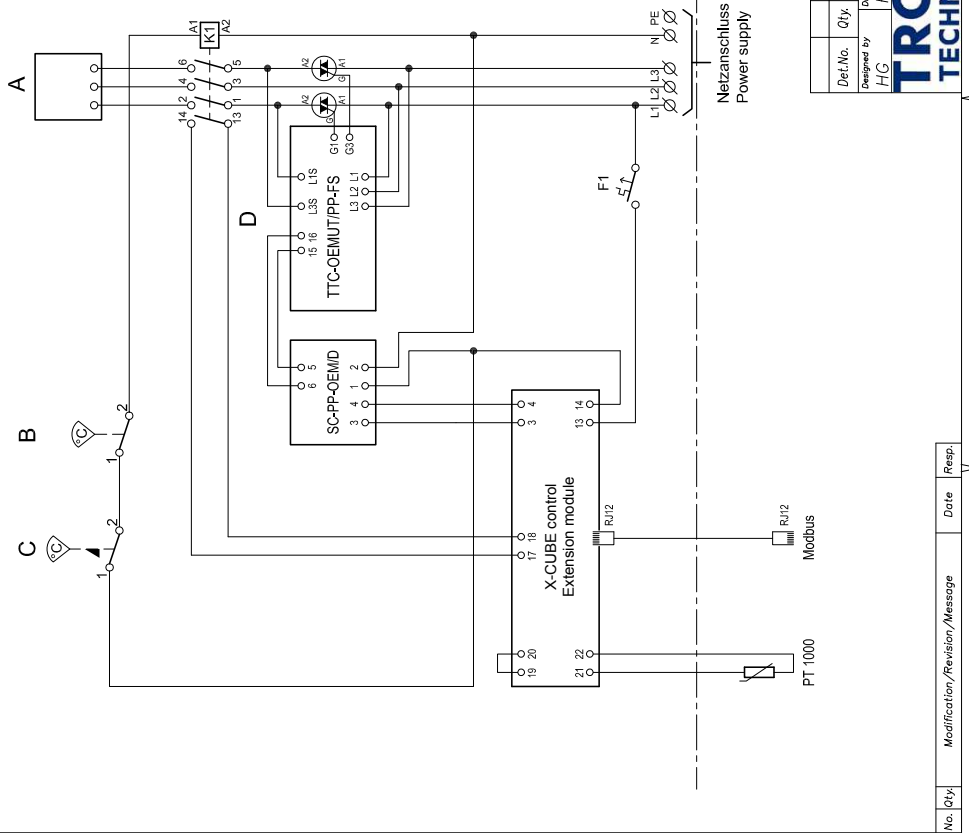 A
B
C
D
A1
K1
A2
6
5
4
3
2
1
14
13
1
2
1
2
°C
°C
A2
A1
G
A2
A1
G
G1
G3
L1S
L3S
16
15
L1
L2
L3
TTC-OEMUT/PP-FS
5
6
SC-PP-OEM/D
2
1
4
3
F1
4
3
14
13
18
17
X-CUBE control
Extension module
20
19
22
21
RJ12
RJ12
Modbus
PT 1000
PE
N
L3
L2
L1
Netzanschluss
Power supply
Det.No. Qty.
Designed by
HG
TRO
TECHN
No. Qty. Modification/Revision/Message Date Resp.